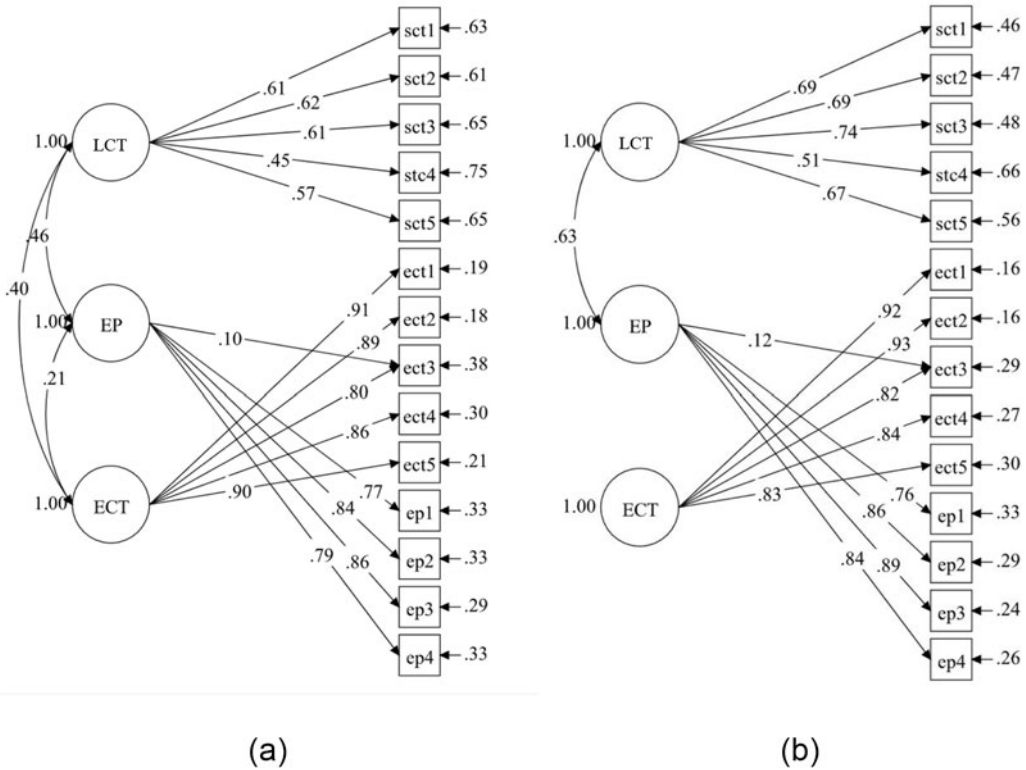 sct1 .63
.61
sct2 .61
.62
sct3 .65
.61
1.00 LCT
.45
stc4 .75
.57
sct5 .65
.46
.40
ect1 .19
.91
ect2 .18
1.00 EP
.10
.89
ect3 .38
.21
.80
ect4 .30
.86
ect5 .21
.90
.77
1.00 ECT
ep1 .33
.84
ep2 .33
.79
.86
ep3 .29
ep4 .33
(a)
sct1 .46
.69
sct2 .47
.69
sct3 .48
.74
1.00 LCT
.51
stc4 .66
.67
sct5 .56
.63
ect1 .16
.92
ect2 .16
1.00 EP
.12
.93
ect3 .29
.82
ect4 .27
.84
ect5 .30
.83
.76
1.00 ECT
ep1 .33
.86
ep2 .29
.84
.89
ep3 .24
ep4 .26
(b)